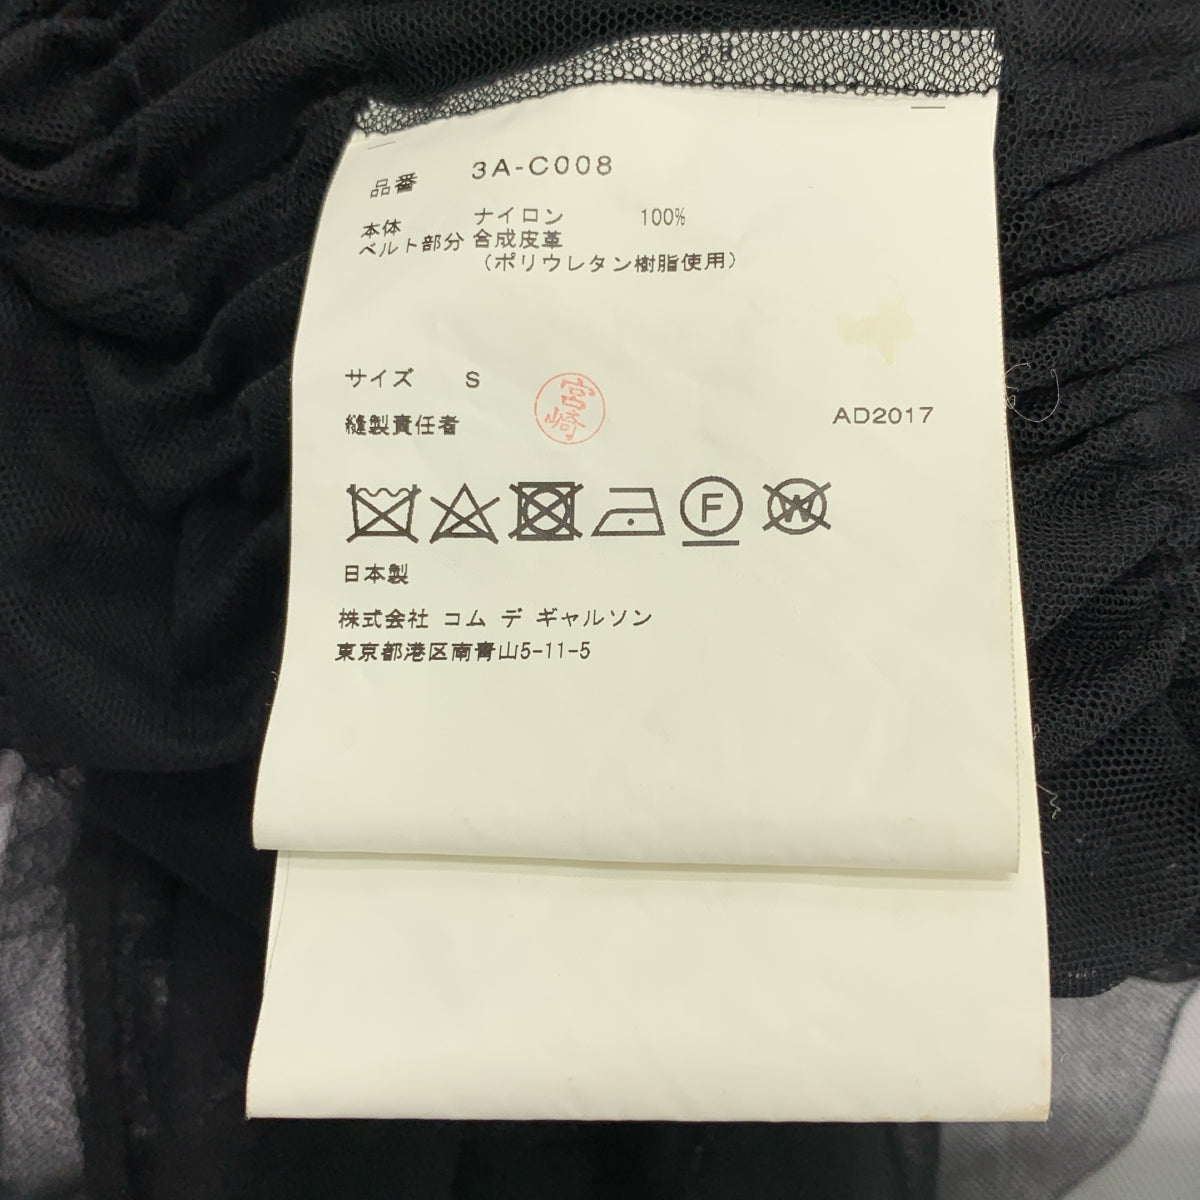 品番 3A-C008
本体 ナイロン 100%
ベルト部分 合成皮革
（ポリウレタン樹脂使用）
サイズ S
縫製責任者 宮崎
AD2017
F W
日本製
株式会社 コム デ ギャルソン
東京都港区南青山5-11-5